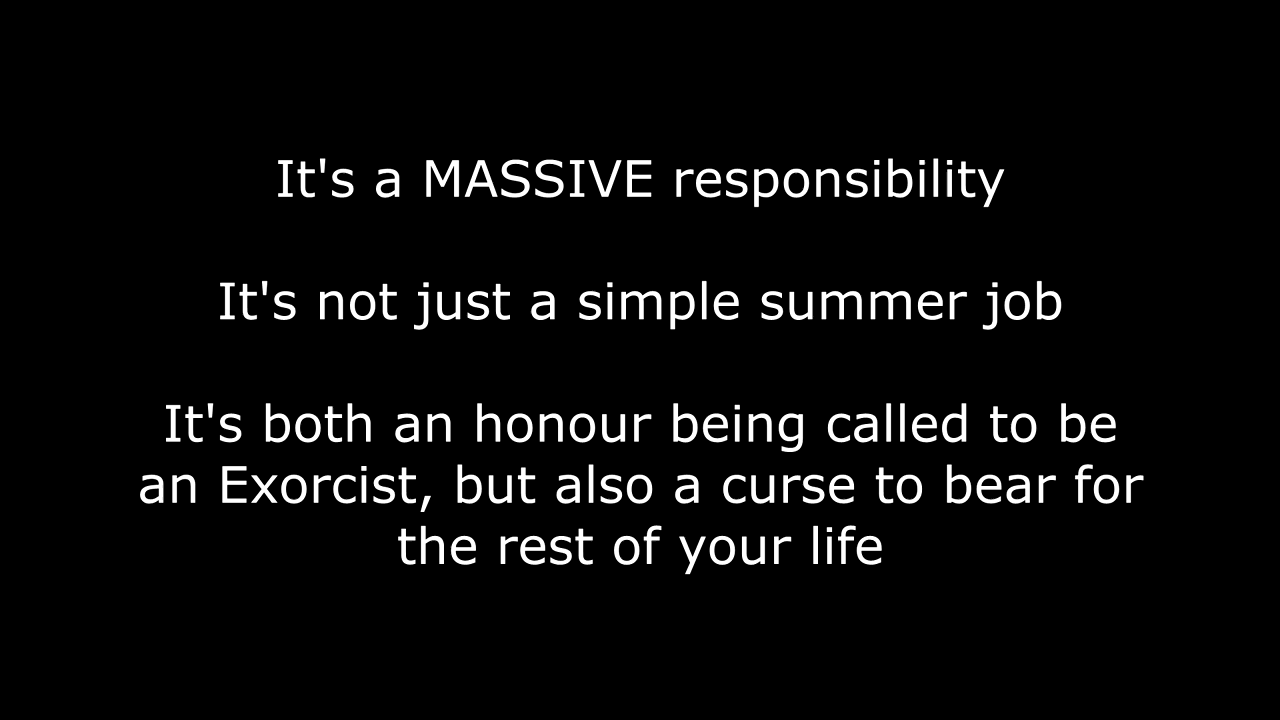 It's a MASSIVE responsibility
It's not just a simple summer job
It's both an honour being called to be
an Exorcist, but also a curse to bear for
the rest of your life